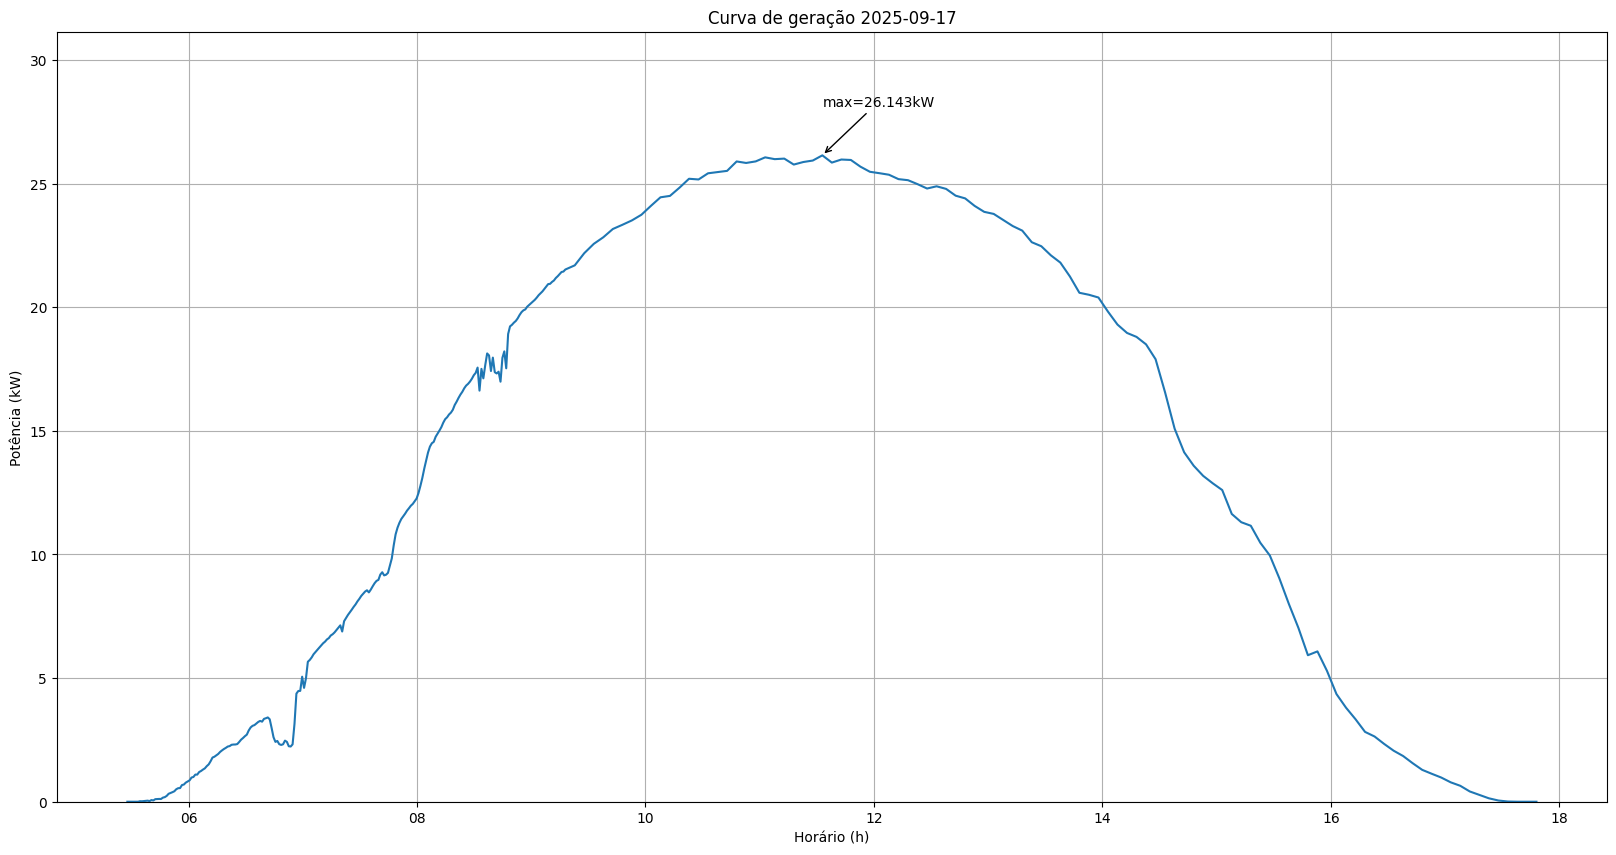 Curva de geração 2025-09-17
30
max=26.143kW
25
20
15
Potência (kW)
10
5
0
06 08 10 12 14 16 18
Horário (h)